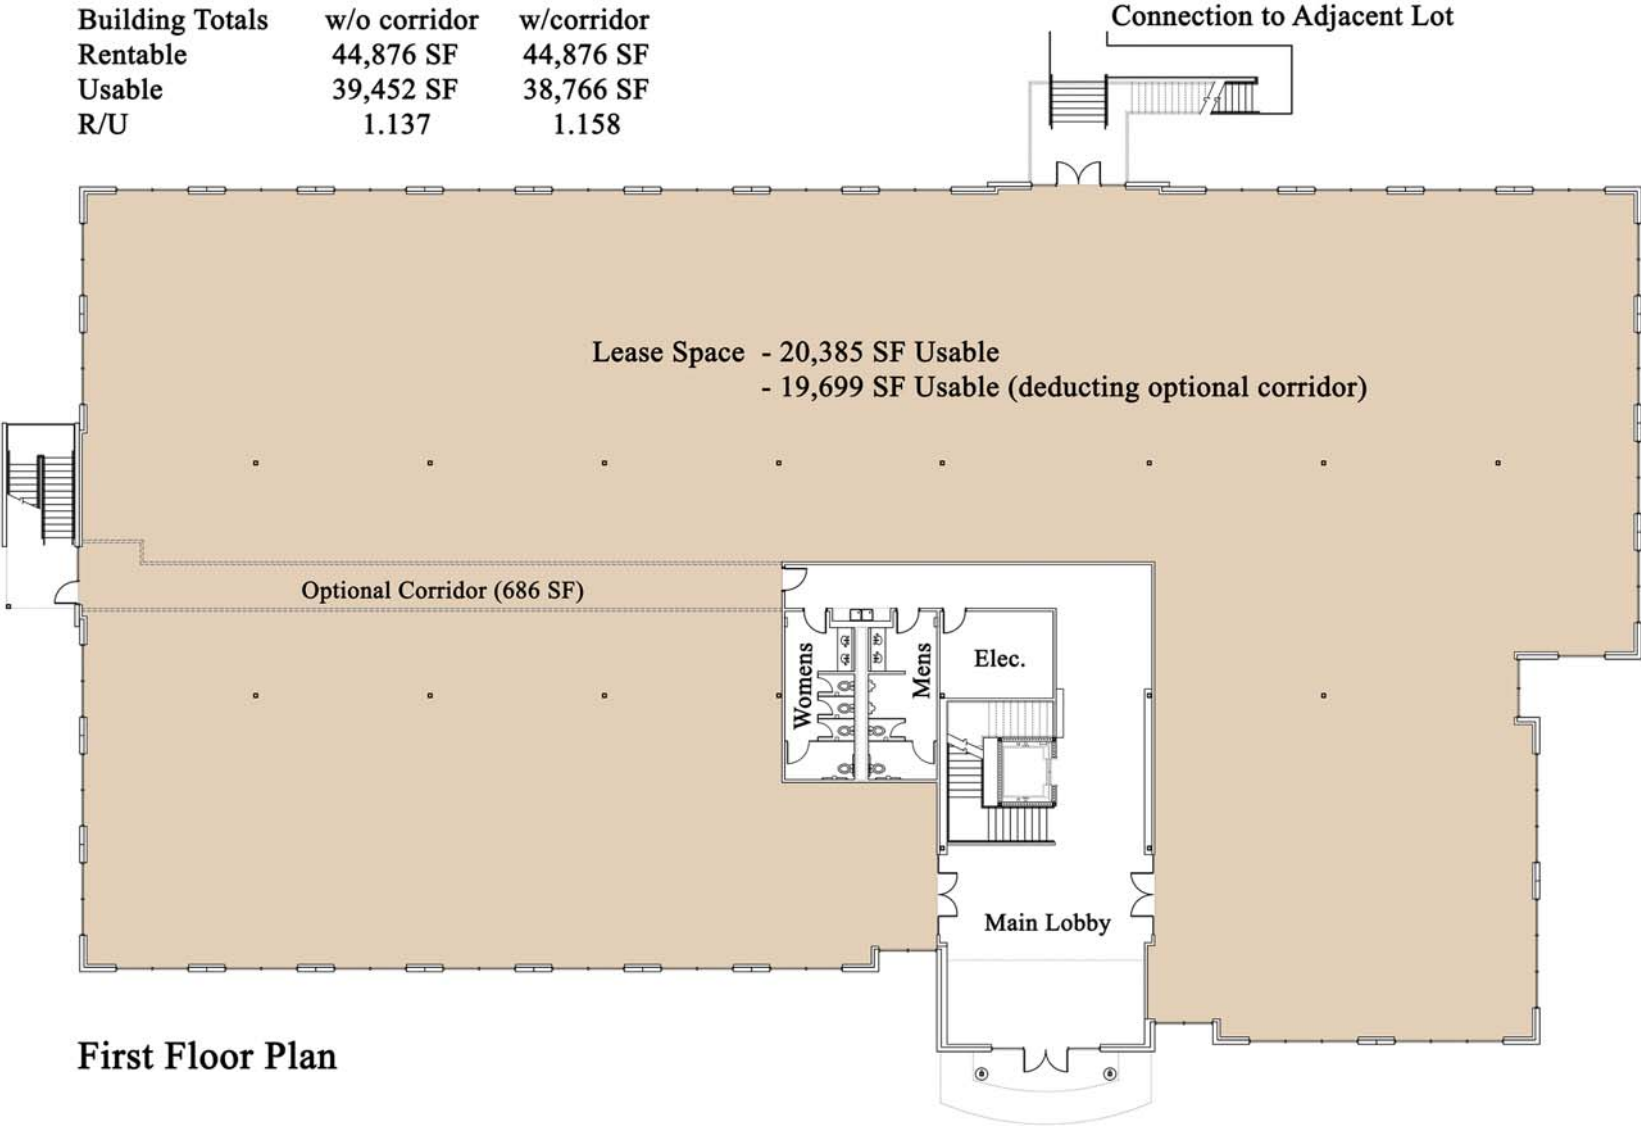 Building Totals w/o corridor w/corridor
Rentable 44,876 SF 44,876 SF
Usable 39,452 SF 38,766 SF
R/U 1.137 1.158
Connection to Adjacent Lot
Lease Space - 20,385 SF Usable
- 19,699 SF Usable (deducting optional corridor)
Optional Corridor (686 SF)
Womens
Mens
Elec.
Main Lobby
First Floor Plan